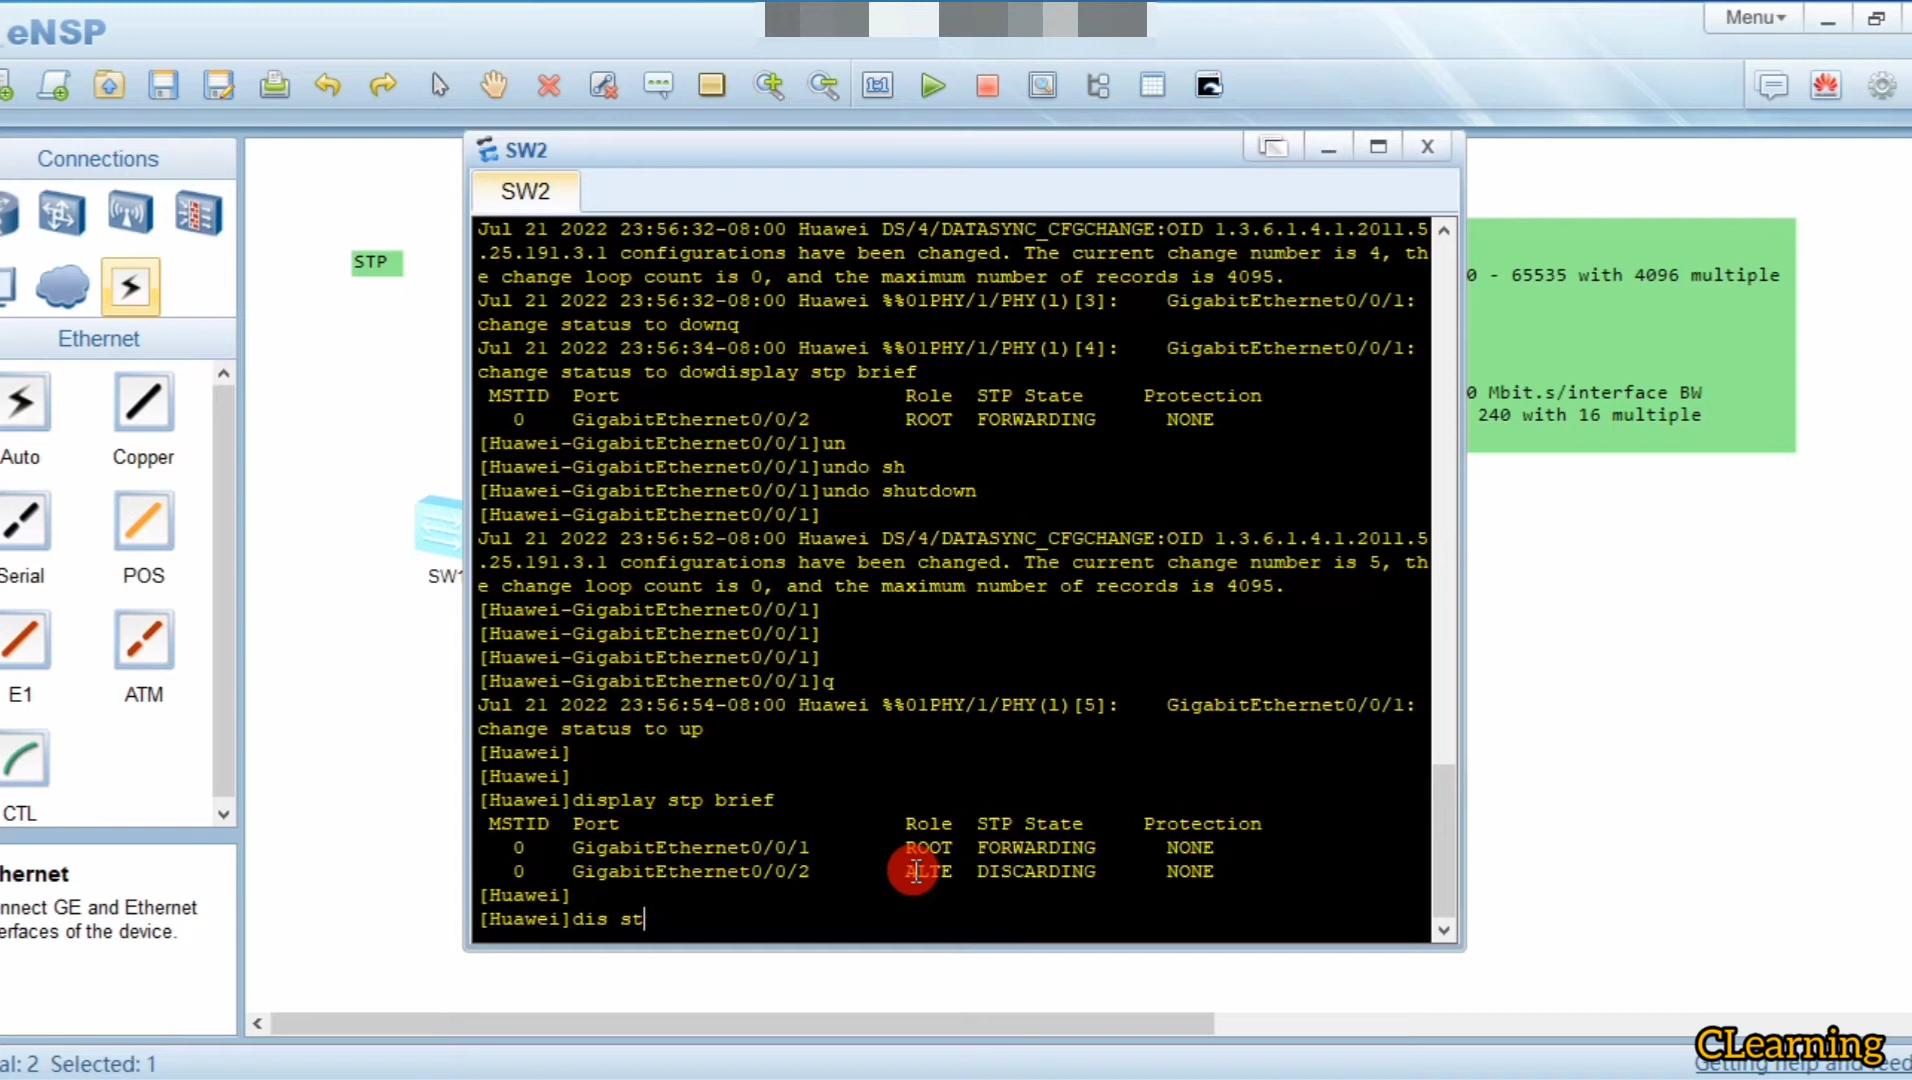 eNSP
Menu
Connections
Ethernet
Auto
Copper
Serial
POS
E1
ATM
CTL
hernet
nnect GE and Ethernet
erfaces of the device.
STP
SW1
SW2
SW2
Jul 21 2022 23:56:32-08:00 Huawei DS/4/DATASYNC_CFGCHANGE:OID 1.3.6.1.4.1.2011.5
.25.191.3.1 configurations have been changed. The current change number is 4, th
e change loop count is 0, and the maximum number of records is 4095.
Jul 21 2022 23:56:32-08:00 Huawei %%01PHY/1/PHY(l)[3]: GigabitEthernet0/0/1:
change status to downq
Jul 21 2022 23:56:34-08:00 Huawei %%01PHY/1/PHY(l)[4]: GigabitEthernet0/0/1:
change status to dowdisplay stp brief
MSTID Port Role STP State Protection
0 GigabitEthernet0/0/2 ROOT FORWARDING NONE
[Huawei-GigabitEthernet0/0/1]un
[Huawei-GigabitEthernet0/0/1]undo sh
[Huawei-GigabitEthernet0/0/1]undo shutdown
[Huawei-GigabitEthernet0/0/1]
Jul 21 2022 23:56:52-08:00 Huawei DS/4/DATASYNC_CFGCHANGE:OID 1.3.6.1.4.1.2011.5
.25.191.3.1 configurations have been changed. The current change number is 5, th
e change loop count is 0, and the maximum number of records is 4095.
[Huawei-GigabitEthernet0/0/1]
[Huawei-GigabitEthernet0/0/1]
[Huawei-GigabitEthernet0/0/1]
[Huawei-GigabitEthernet0/0/1]q
Jul 21 2022 23:56:54-08:00 Huawei %%01PHY/1/PHY(l)[5]: GigabitEthernet0/0/1:
change status to up
[Huawei]
[Huawei]
[Huawei]display stp brief
MSTID Port Role STP State Protection
0 GigabitEthernet0/0/1 ROOT FORWARDING NONE
0 GigabitEthernet0/0/2 ALTE DISCARDING NONE
[Huawei]
[Huawei]dis st
0 - 65535 with 4096 multiple
0 Mbit.s/interface BW
240 with 16 multiple
al: 2 Selected: 1
CLearning
Getting help and feed